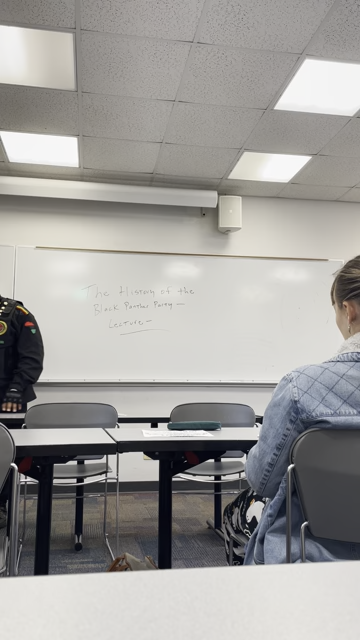 The History of the
Black Panther Party —
Lecture —